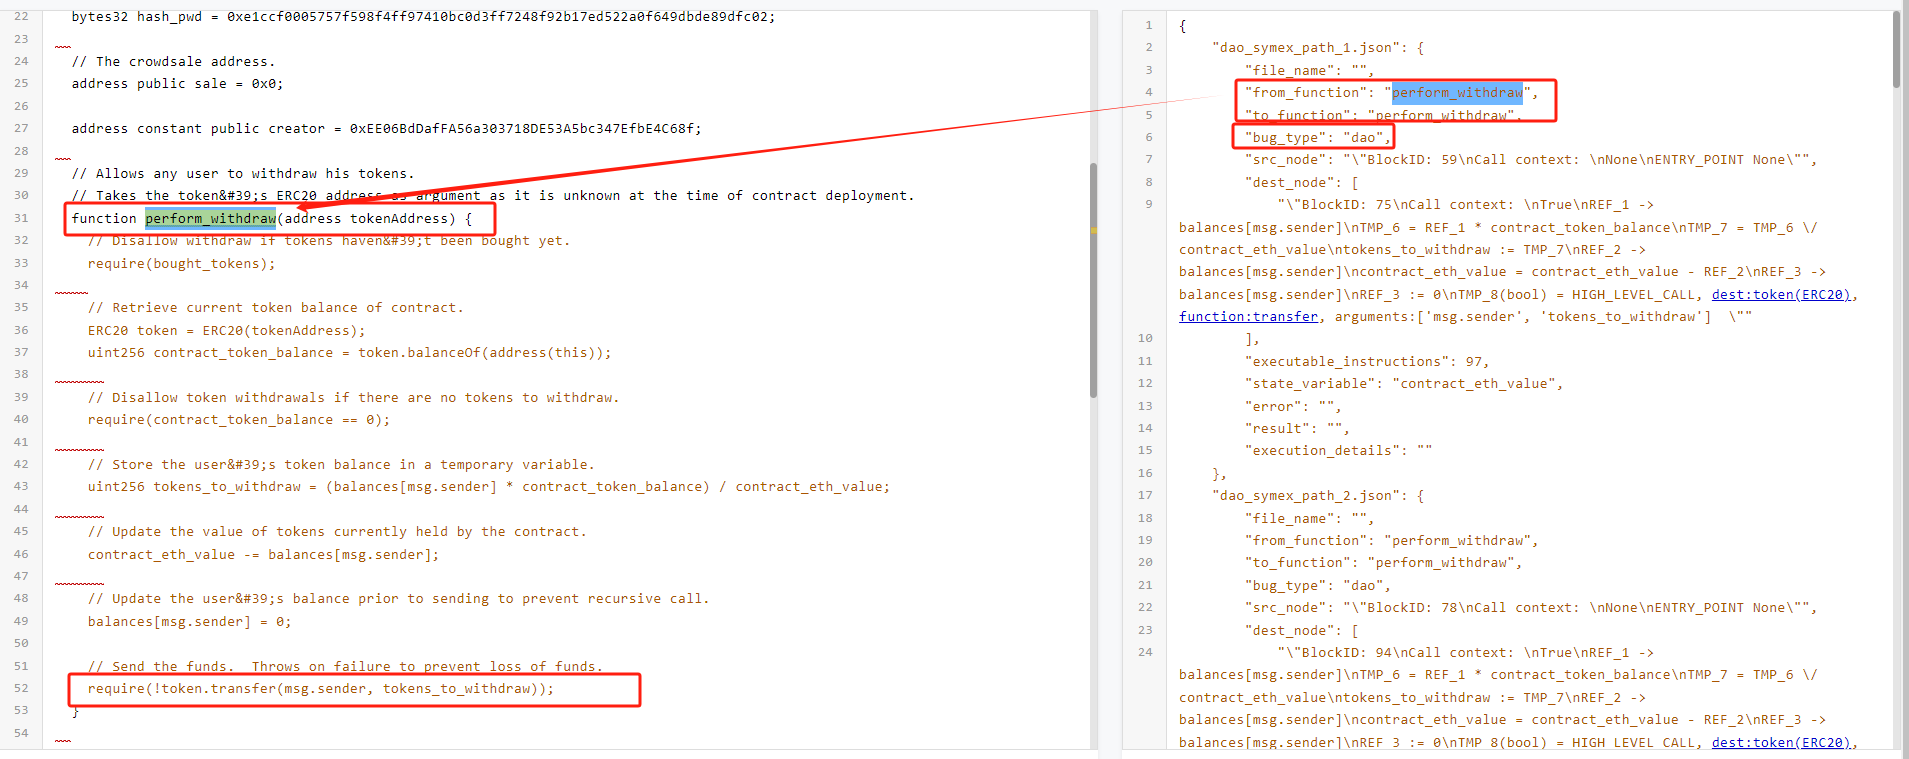 22 bytes32 hash_pwd = 0xe1ccf0005757f598f4ff97410bc0d3ff7248f92b17ed522a0f649dbde89dfc02;
23
24 // The crowdsale address.
25 address public sale = 0x0;
26
27 address constant public creator = 0xEE06BdDafFA56a303718DE53A5bc347EfbE4C68f;
28
29 // Allows any user to withdraw his tokens.
30 // Takes the token&#39;s ERC20 address as argument as it is unknown at the time of contract deployment.
31 function perform_withdraw(address tokenAddress) {
32 // Disallow withdraw if tokens haven&#39;t been bought yet.
33 require(bought_tokens);
34
35 // Retrieve current token balance of contract.
36 ERC20 token = ERC20(tokenAddress);
37 uint256 contract_token_balance = token.balanceOf(address(this));
38
39 // Disallow token withdrawals if there are no tokens to withdraw.
40 require(contract_token_balance == 0);
41
42 // Store the user&#39;s token balance in a temporary variable.
43 uint256 tokens_to_withdraw = (balances[msg.sender] * contract_token_balance) / contract_eth_value;
44
45 // Update the value of tokens currently held by the contract.
46 contract_eth_value -= balances[msg.sender];
47
48 // Update the user&#39;s balance prior to sending to prevent recursive call.
49 balances[msg.sender] = 0;
50
51 // Send the funds.  Throws on failure to prevent loss of funds.
52 require(!token.transfer(msg.sender, tokens_to_withdraw));
53 }
54
1 {
2 "dao_symex_path_1.json": {
3 "file_name": "",
4 "from_function": "perform_withdraw",
5 "to_function": "perform_withdraw",
6 "bug_type": "dao",
7 "src_node": "\"BlockID: 59\nCall context: \nNone\nENTRY_POINT None\"",
8 "dest_node": [
9 "\"BlockID: 75\nCall context: \nTrue\nREF_1 ->
balances[msg.sender]\nTMP_6 = REF_1 * contract_token_balance\nTMP_7 = TMP_6 \/
contract_eth_value\ntokens_to_withdraw := TMP_7\nREF_2 ->
balances[msg.sender]\ncontract_eth_value = contract_eth_value - REF_2\nREF_3 ->
balances[msg.sender]\nREF_3 := 0\nTMP_8(bool) = HIGH_LEVEL_CALL, dest:token(ERC20),
function:transfer, arguments:['msg.sender', 'tokens_to_withdraw']  \""
10 ],
11 "executable_instructions": 97,
12 "state_variable": "contract_eth_value",
13 "error": "",
14 "result": "",
15 "execution_details": ""
16 },
17 "dao_symex_path_2.json": {
18 "file_name": "",
19 "from_function": "perform_withdraw",
20 "to_function": "perform_withdraw",
21 "bug_type": "dao",
22 "src_node": "\"BlockID: 78\nCall context: \nNone\nENTRY_POINT None\"",
23 "dest_node": [
24 "\"BlockID: 94\nCall context: \nTrue\nREF_1 ->
balances[msg.sender]\nTMP_6 = REF_1 * contract_token_balance\nTMP_7 = TMP_6 \/
contract_eth_value\ntokens_to_withdraw := TMP_7\nREF_2 ->
balances[msg.sender]\ncontract_eth_value = contract_eth_value - REF_2\nREF_3 ->
balances[msg.sender]\nREF_3 := 0\nTMP_8(bool) = HIGH_LEVEL_CALL, dest:token(ERC20),